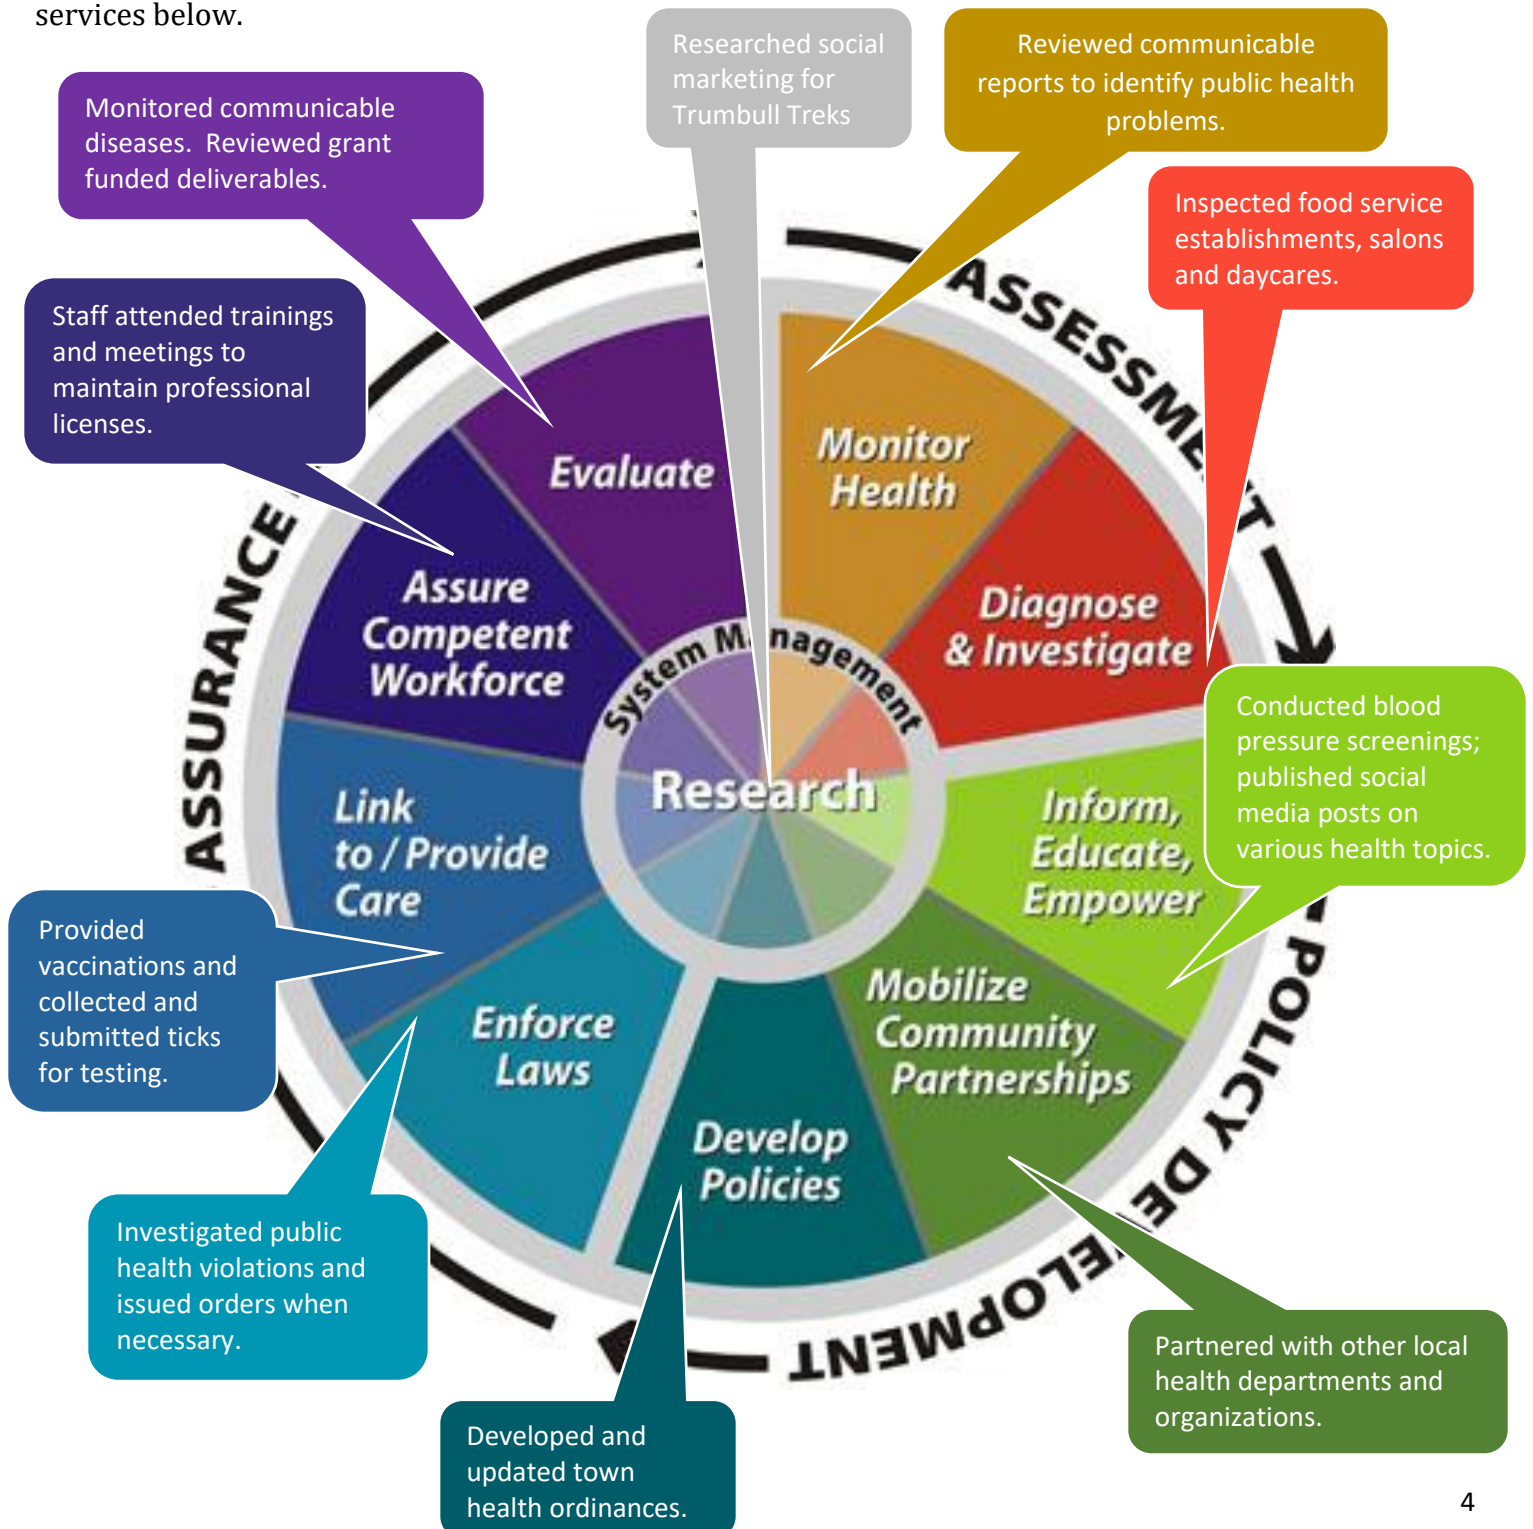 services below.
Researched social
marketing for
Trumbull Treks
Reviewed communicable
reports to identify public health
problems.
Monitored communicable
diseases.  Reviewed grant
funded deliverables.
Inspected food service
establishments, salons
and daycares.
Staff attended trainings
and meetings to
maintain professional
licenses.
ASSESSMENT
Evaluate
Monitor
Health
ASSURANCE
Assure
Competent
Workforce
Diagnose
& Investigate
System Management
Research
Conducted blood
pressure screenings;
published social
media posts on
various health topics.
Link
to / Provide
Care
Inform,
Educate,
Empower
Provided
vaccinations and
collected and
submitted ticks
for testing.
Enforce
Laws
Mobilize
Community
Partnerships
POLICY DEVELOPMENT
Develop
Policies
Investigated public
health violations and
issued orders when
necessary.
Partnered with other local
health departments and
organizations.
Developed and
updated town
health ordinances.
4